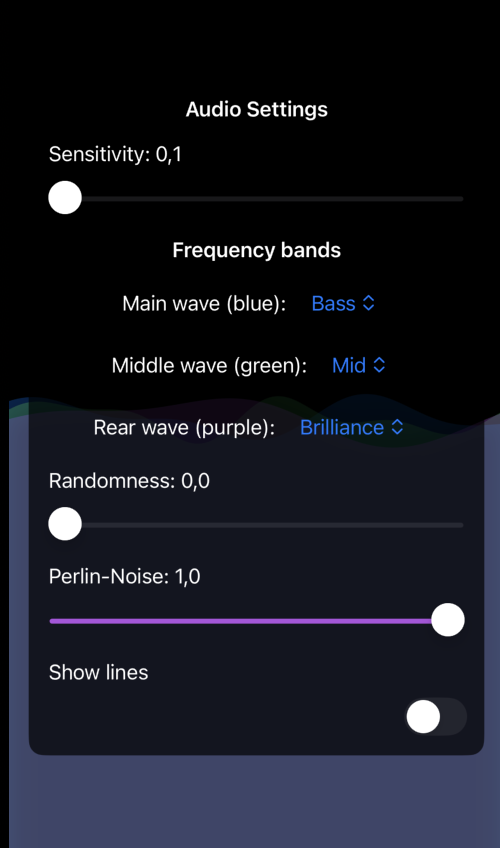 Audio Settings
Sensitivity: 0,1
Frequency bands
Main wave (blue): Bass
Middle wave (green): Mid
Rear wave (purple): Brilliance
Randomness: 0,0
Perlin-Noise: 1,0
Show lines